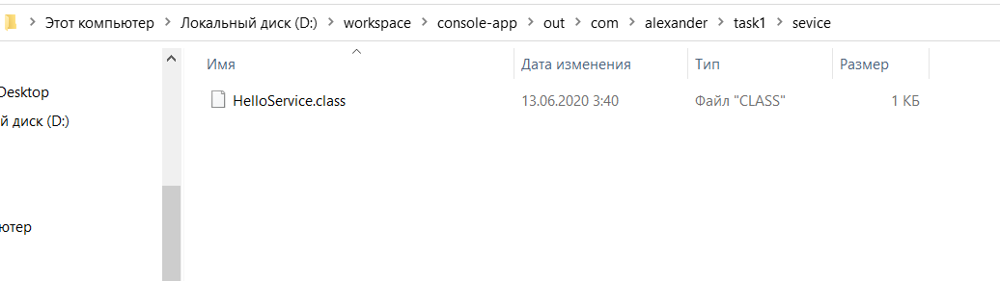 Этот компьютер > Локальный диск (D:) > workspace > console-app > out > com > alexander > task1 > sevice
Имя Дата изменения Тип Размер
Desktop
HelloService.class 13.06.2020 3:40 Файл "CLASS" 1 КБ
й диск (D:)
ютер